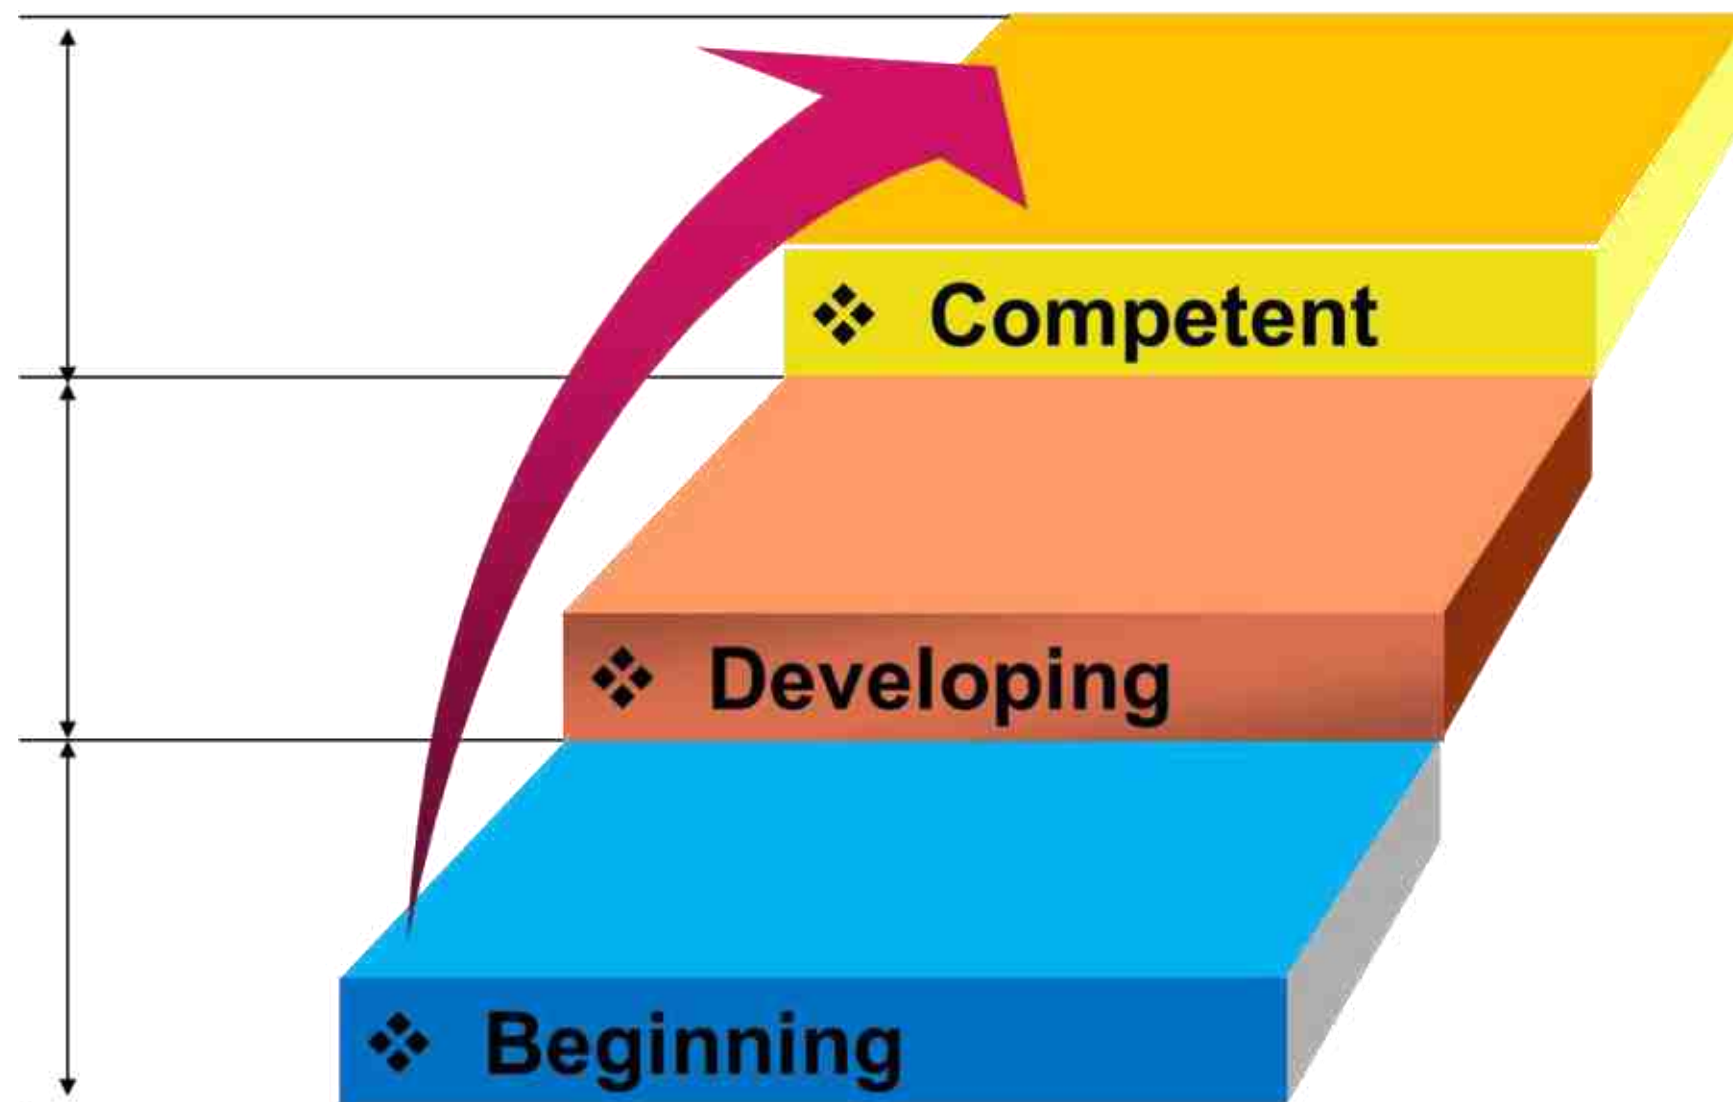 ❖ Competent
❖ Developing
❖ Beginning